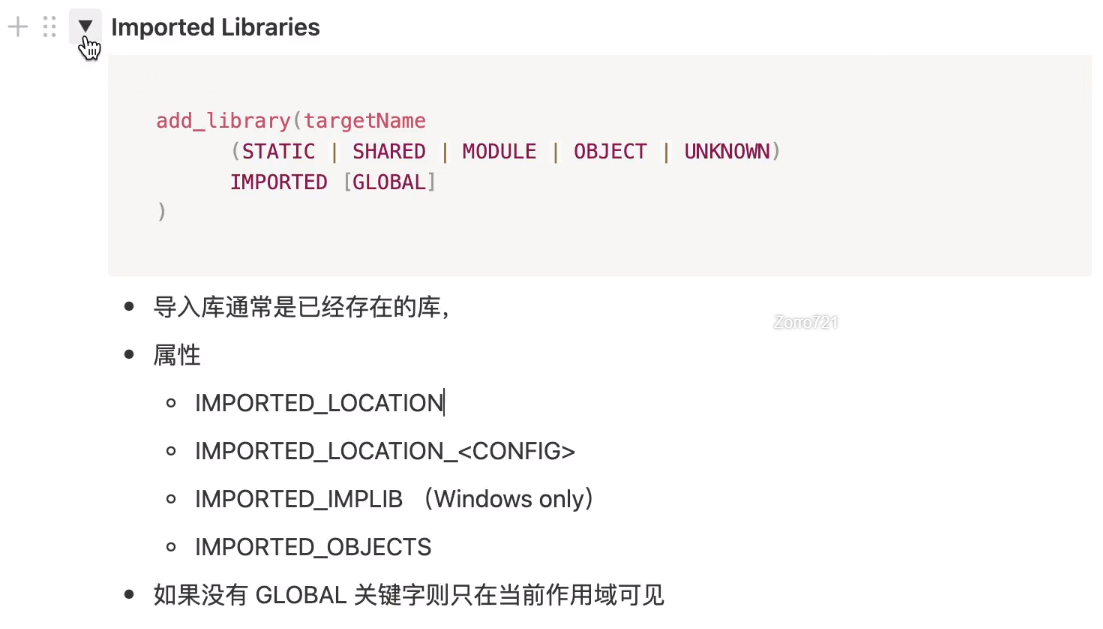 Imported Libraries
add_library(targetName
(STATIC | SHARED | MODULE | OBJECT | UNKNOWN)
IMPORTED [GLOBAL]
)
导入库通常是已经存在的库,
Zorro721
属性
IMPORTED_LOCATION
IMPORTED_LOCATION_<CONFIG>
IMPORTED_IMPLIB （Windows only）
IMPORTED_OBJECTS
如果没有 GLOBAL 关键字则只在当前作用域可见